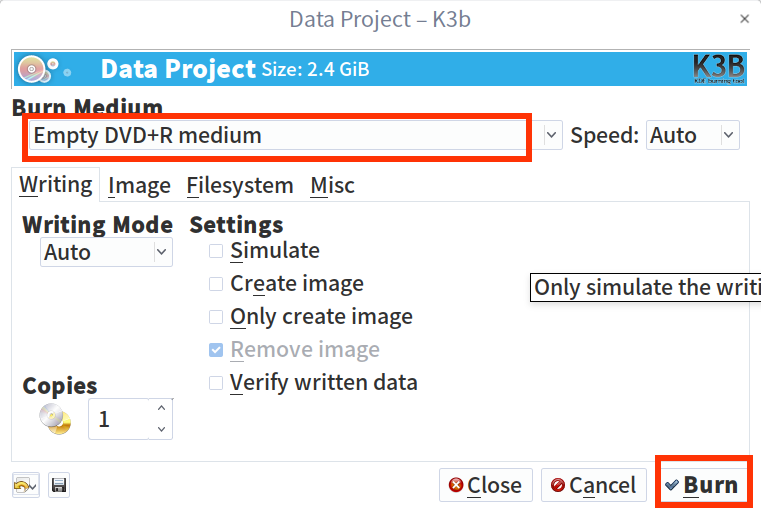 Data Project – K3b
Data Project Size: 2.4 GiB
K3B
Burn Medium
Empty DVD+R medium
Speed: Auto
Writing Image Filesystem Misc
Writing Mode
Auto
Settings
Simulate
Create image
Only simulate the writi
Only create image
Remove image
Verify written data
Copies
1
Close Cancel Burn